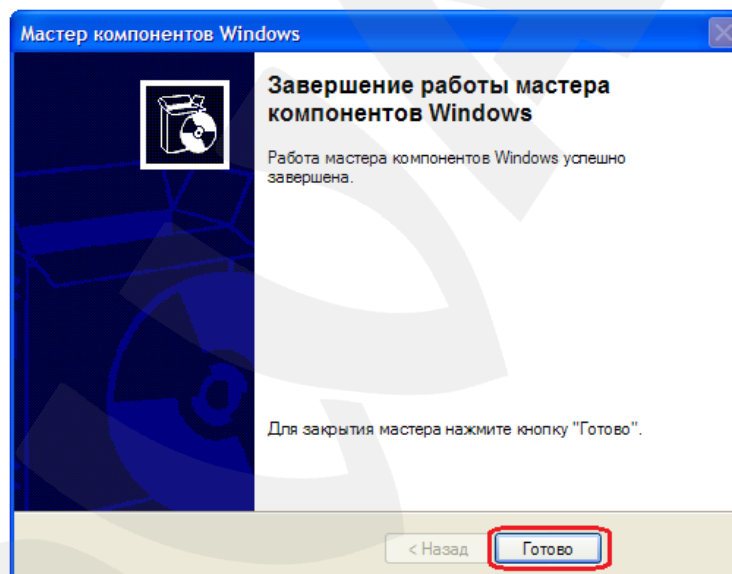 Мастер компонентов Windows
Завершение работы мастера
компонентов Windows
Работа мастера компонентов Windows успешно
завершена.
Для закрытия мастера нажмите кнопку "Готово".
< Назад
Готово